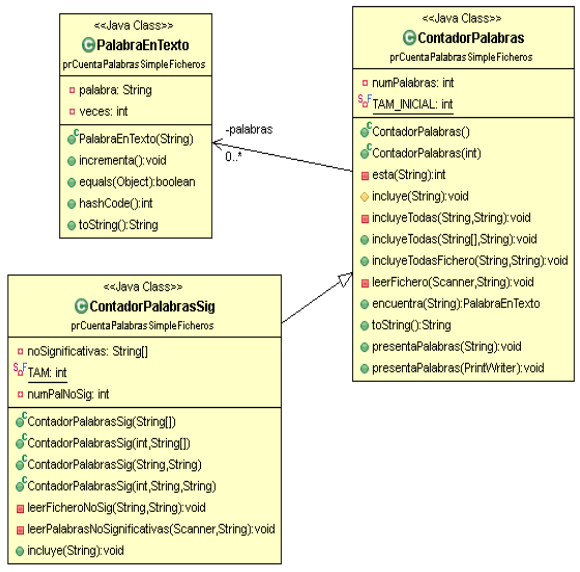 <<Java Class>>
PalabraEnTexto
prCuentaPalabrasSimpleFicheros
palabra: String
veces: int
PalabraEnTexto(String)
incrementa():void
equals(Object):boolean
hashCode():int
toString():String
-palabras
0..*
<<Java Class>>
ContadorPalabras
prCuentaPalabrasSimpleFicheros
numPalabras: int
TAM_INICIAL: int
ContadorPalabras()
ContadorPalabras(int)
esta(String):int
incluye(String):void
incluyeTodas(String,String):void
incluyeTodas(String[],String):void
incluyeTodasFichero(String,String):void
leerFichero(Scanner,String):void
encuentra(String):PalabraEnTexto
toString():String
presentaPalabras(String):void
presentaPalabras(PrintWriter):void
<<Java Class>>
ContadorPalabrasSig
prCuentaPalabrasSimpleFicheros
noSignificativas: String[]
TAM: int
numPalNoSig: int
ContadorPalabrasSig(String[])
ContadorPalabrasSig(int,String[])
ContadorPalabrasSig(String,String)
ContadorPalabrasSig(int,String,String)
leerFicheroNoSig(String,String):void
leerPalabrasNoSignificativas(Scanner,String):void
incluye(String):void